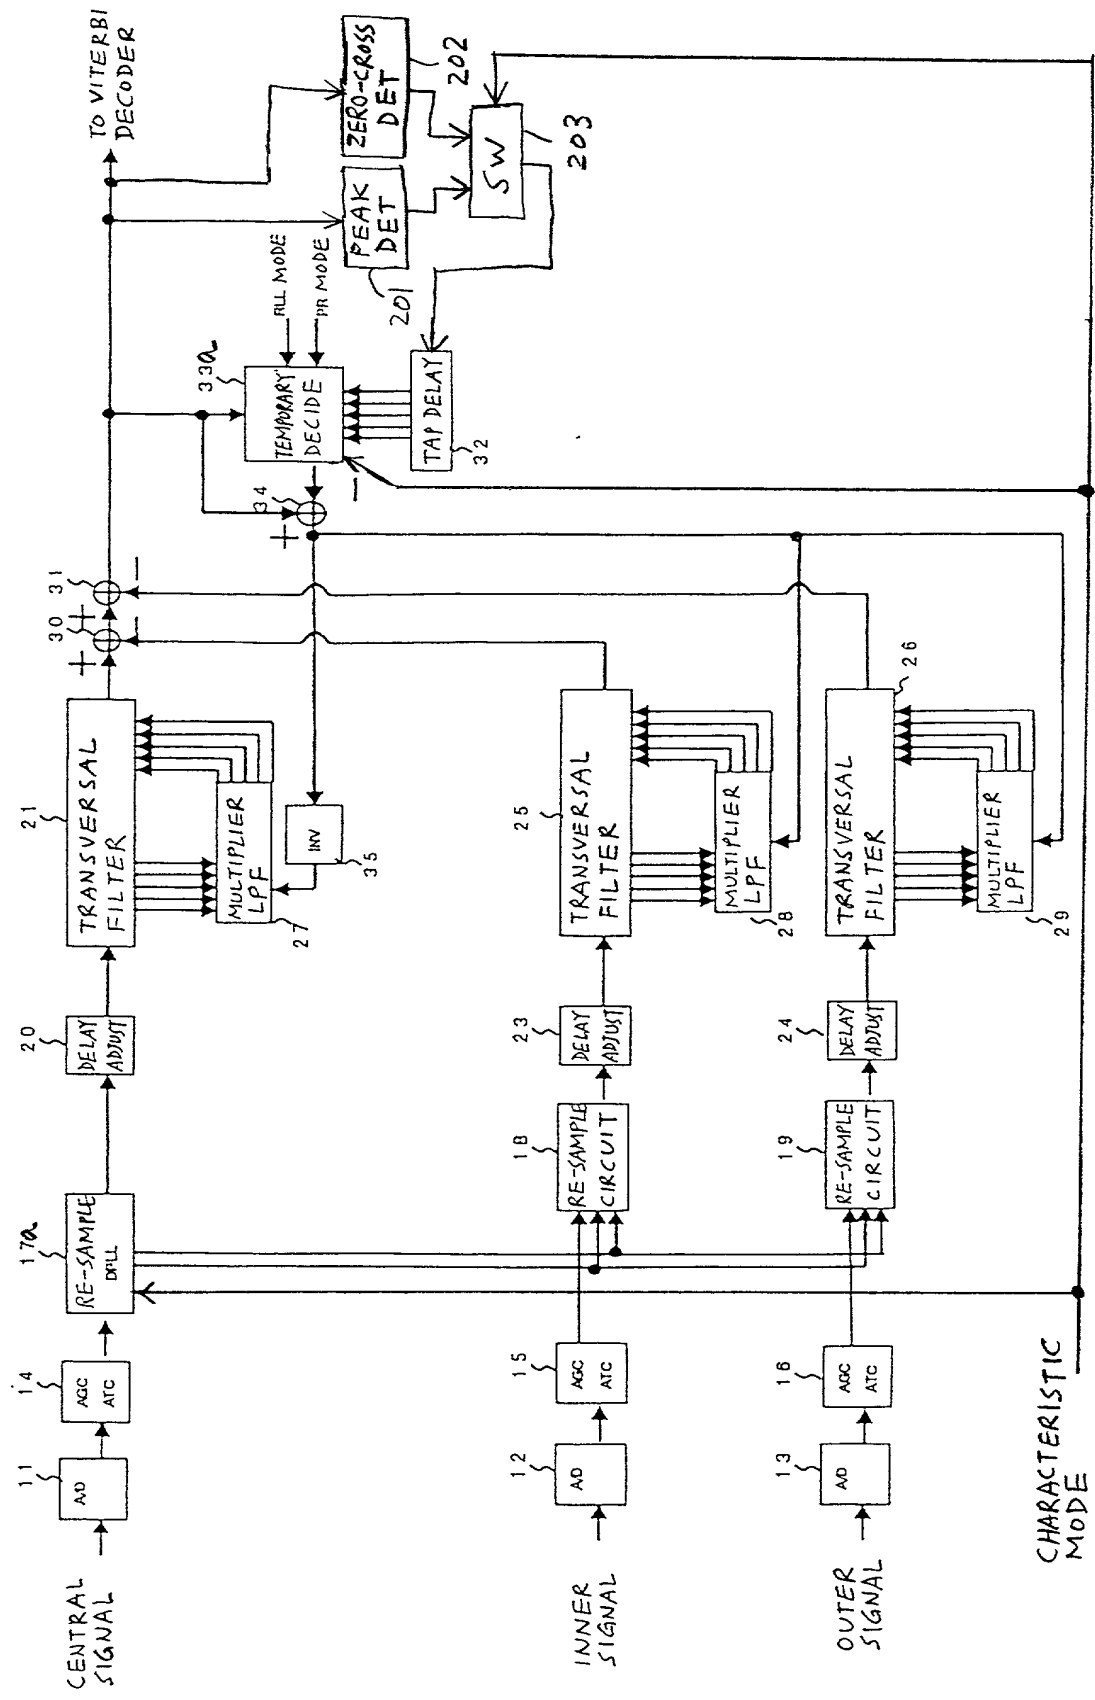 CENTRAL
SIGNAL
11
A/D
14
AGC
ATC
17a
RE-SAMPLE
DPLL
20
DELAY
ADJUST
21
TRANSVERSAL
FILTER
27
MULTIPLIER
LPF
INV
35
+
30
-
+
31
-
TO VITERBI
DECODER
34
+
-
33a
TEMPORARY
DECIDE
RLL MODE
PR MODE
TAP DELAY
32
PEAK
DET
201
ZERO-CROSS
DET
202
SW
203
INNER
SIGNAL
12
A/D
15
AGC
ATC
18
RE-SAMPLE
CIRCUIT
23
DELAY
ADJUST
25
TRANSVERSAL
FILTER
28
MULTIPLIER
LPF
OUTER
SIGNAL
13
A/D
16
AGC
ATC
19
RE-SAMPLE
CIRCUIT
24
DELAY
ADJUST
26
TRANSVERSAL
FILTER
29
MULTIPLIER
LPF
CHARACTERISTIC
MODE